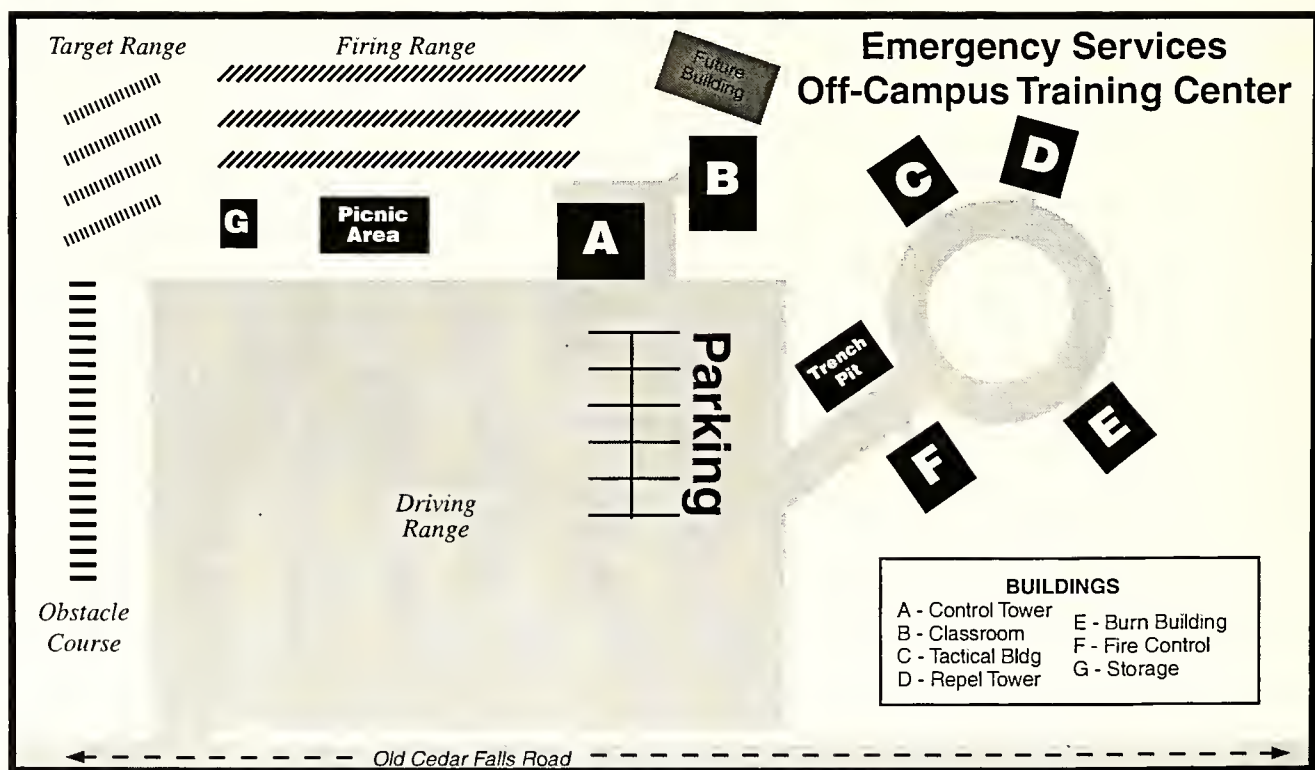 Target Range
Firing Range
Future
Building
Emergency Services
Off-Campus Training Center
B
C
D
G
Picnic
Area
A
Parking
Trench
Pit
E
F
Driving
Range
Obstacle
Course
BUILDINGS
A - Control Tower
B - Classroom
C - Tactical Bldg
D - Repel Tower
E - Burn Building
F - Fire Control
G - Storage
Old Cedar Falls Road